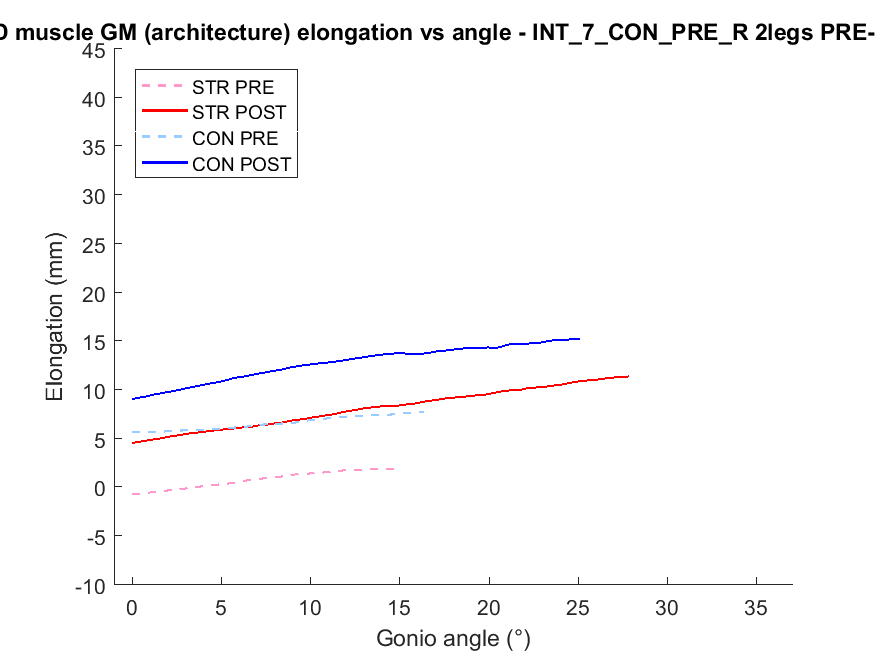 muscle GM (architecture) elongation vs angle - INT_7_CON_PRE_R 2legs PRE-
45
40
35
30
25
20
15
10
5
0
-5
-10
Elongation (mm)
STR PRE
STR POST
CON PRE
CON POST
0 5 10 15 20 25 30 35
Gonio angle (°)